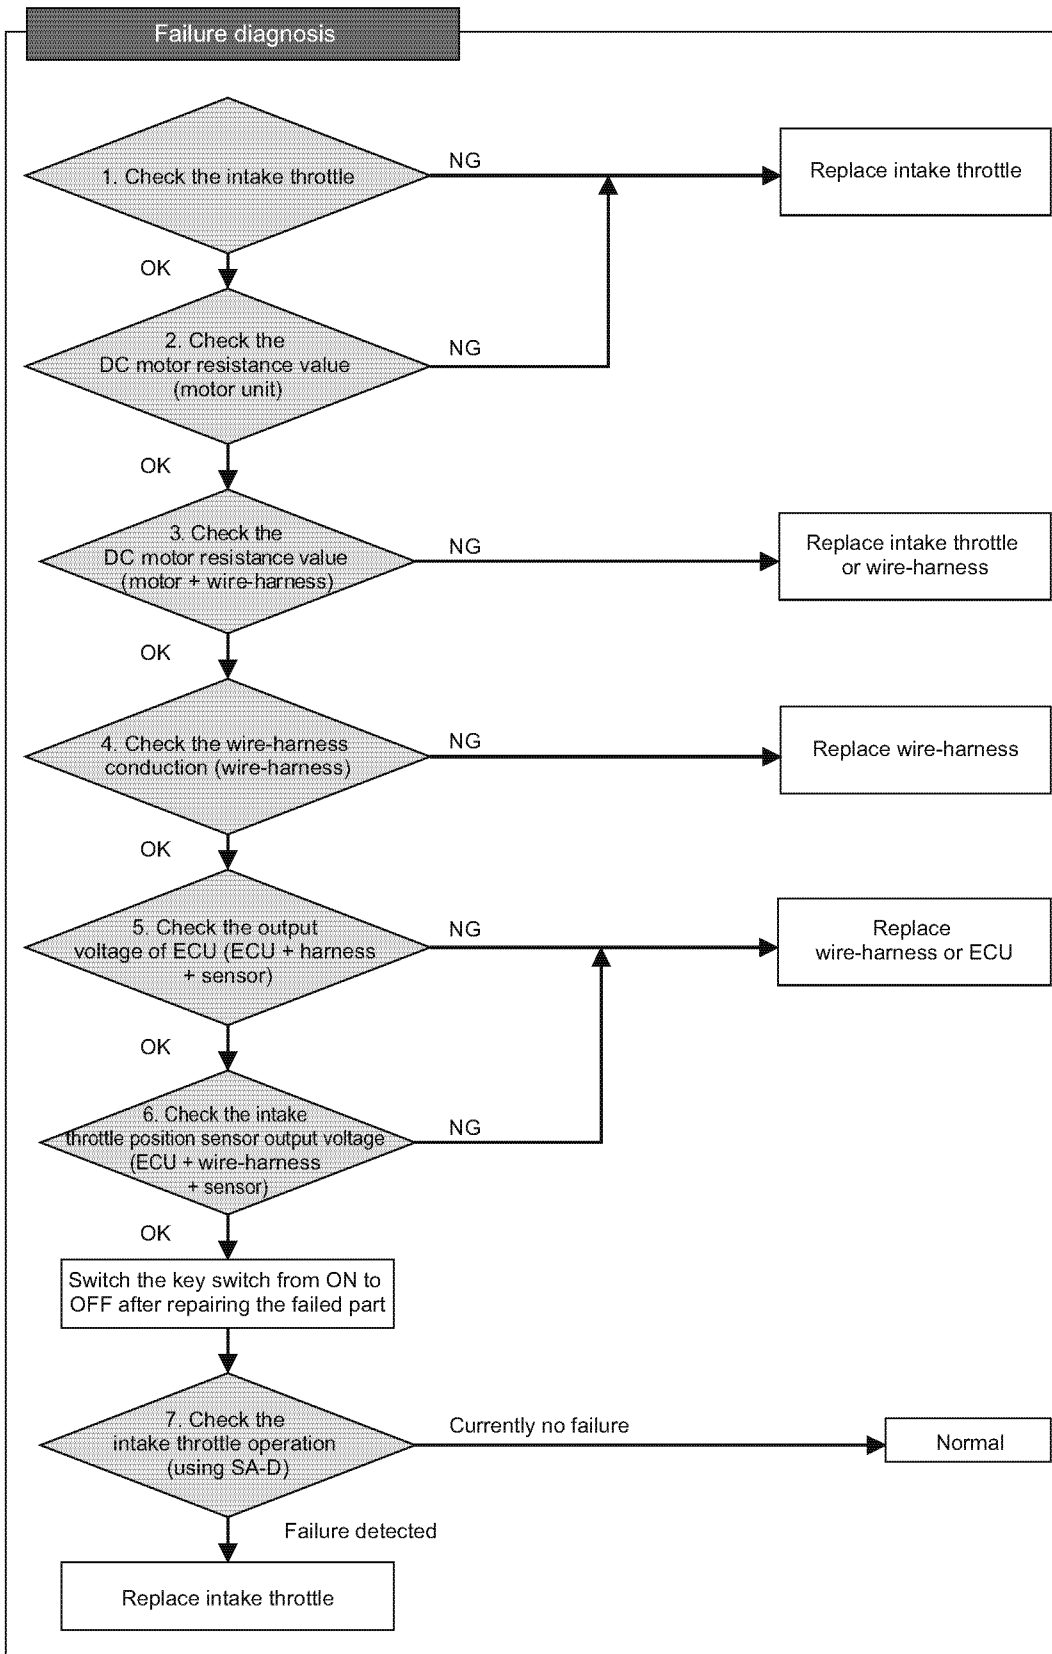 Failure diagnosis
1. Check the intake throttle
NG
Replace intake throttle
OK
2. Check the
DC motor resistance value
(motor unit)
NG
OK
3. Check the
DC motor resistance value
(motor + wire-harness)
NG
Replace intake throttle
or wire-harness
OK
4. Check the wire-harness
conduction (wire-harness)
NG
Replace wire-harness
OK
5. Check the output
voltage of ECU (ECU + harness
+ sensor)
NG
Replace
wire-harness or ECU
OK
6. Check the intake
throttle position sensor output voltage
(ECU + wire-harness
+ sensor)
NG
OK
Switch the key switch from ON to
OFF after repairing the failed part
7. Check the
intake throttle operation
(using SA-D)
Currently no failure
Normal
Failure detected
Replace intake throttle